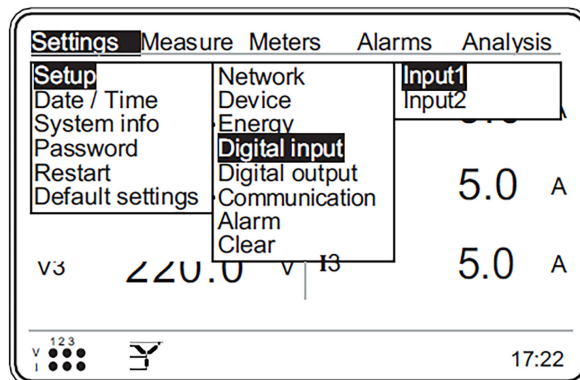 Settings Measure Meters Alarms Analysis
Setup
Date / Time
System info
Password
Restart
Default settings
Network
Device
Energy
Digital input
Digital output
Communication
Alarm
Clear
Input1
Input2
5.0 A
V3 220.0 V I3 5.0 A
1 2 3
V
I
17:22